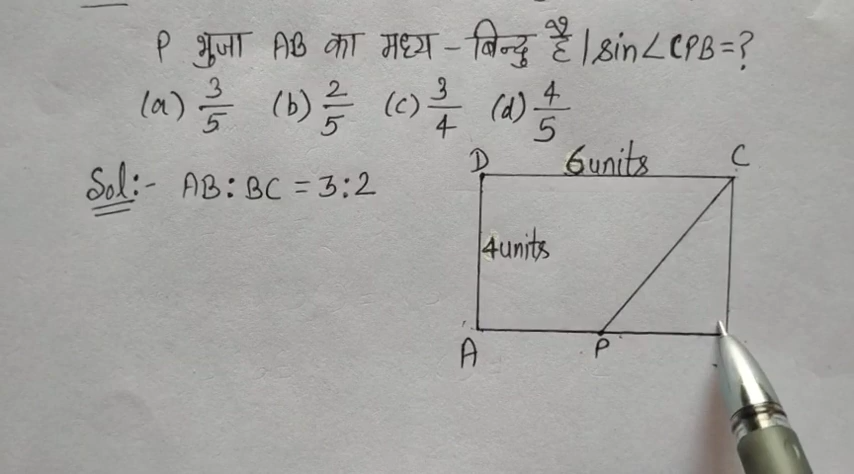 P भुजा AB का मध्य - बिन्दु है। sin∠CPB=?
(a) 3/5 (b) 2/5 (c) 3/4 (d) 4/5
Sol:- AB:BC = 3:2
D 6units C
4units
A P